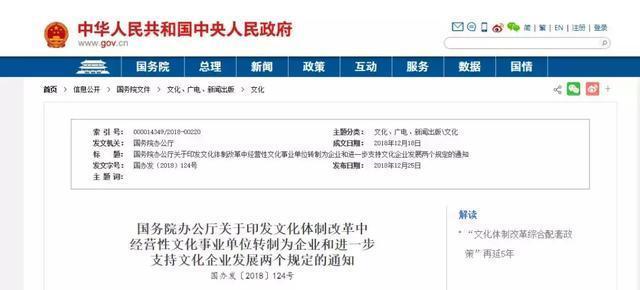 中华人民共和国中央人民政府
www.gov.cn
简 | 繁 | EN | 注册 | 登录
国务院 总理 新闻 政策 互动 服务 数据 国情
首页 > 信息公开 > 国务院文件 > 文化、广电、新闻出版 > 文化
索 引 号: 000014349/2018-00220 主题分类: 文化、广电、新闻出版\文化
发文机关: 国务院办公厅 成文日期: 2018年12月18日
标 题: 国务院办公厅关于印发文化体制改革中经营性文化事业单位转制为企业和进一步支持文化企业发展两个规定的通知
发文字号: 国办发〔2018〕124号 发布日期: 2018年12月25日
主 题 词:
国务院办公厅关于印发文化体制改革中
经营性文化事业单位转制为企业和进一步
支持文化企业发展两个规定的通知
国办发〔2018〕124号
解读
• “文化体制改革综合配套政
策”再延5年